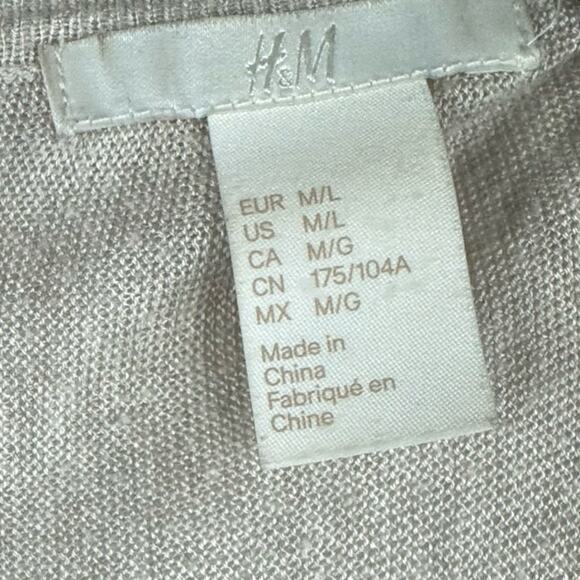 H&M
EUR M/L
US M/L
CA M/G
CN 175/104A
MX M/G
Made in
China
Fabriqué en
Chine